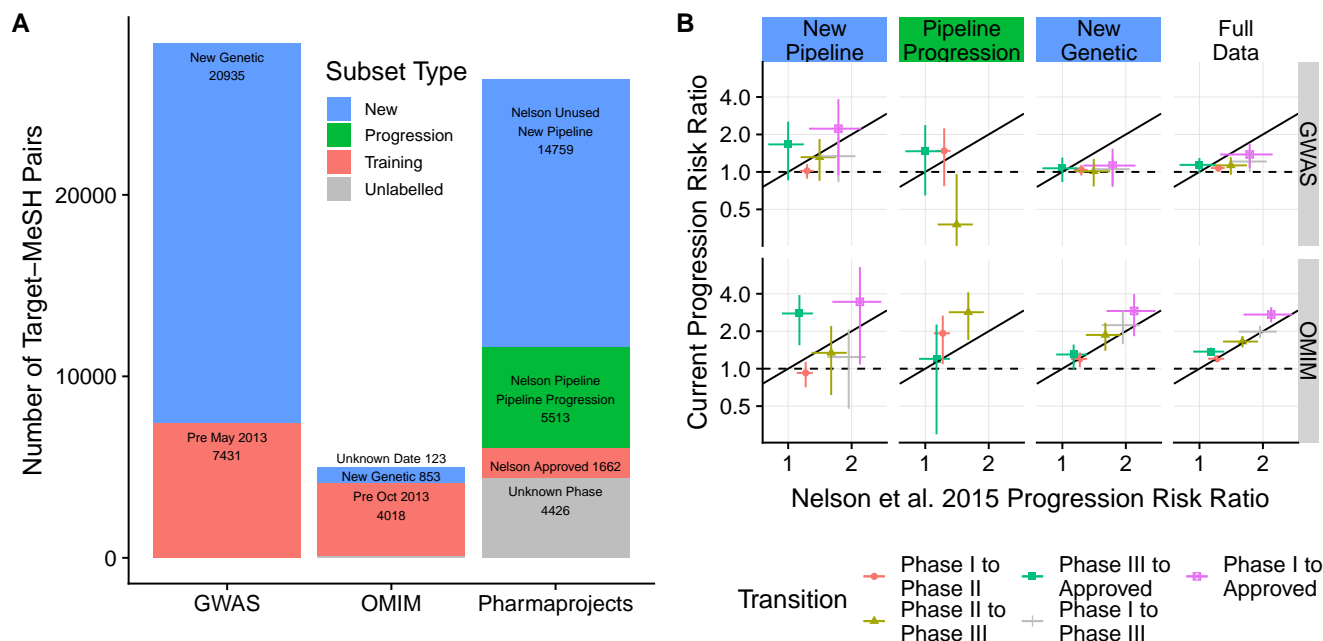 A
Number of Target–MeSH Pairs
20000
10000
0
New Genetic
20935
Pre May 2013
7431
Unknown Date 123
New Genetic 853
Pre Oct 2013
4018
Nelson Unused
New Pipeline
14759
Nelson Pipeline
Pipeline Progression
5513
Nelson Approved 1662
Unknown Phase
4426
GWAS
OMIM
Pharmaprojects
Subset Type
New
Progression
Training
Unlabelled
B
New
Pipeline
Pipeline
Progression
New
Genetic
Full
Data
Current Progression Risk Ratio
4.0
2.0
1.0
0.5
GWAS
4.0
2.0
1.0
0.5
OMIM
1
2
1
2
1
2
1
2
Nelson et al. 2015 Progression Risk Ratio
Transition
Phase I to
Phase II
Phase II to
Phase III
Phase III to
Approved
Phase I to
Phase III
Phase I to
Approved